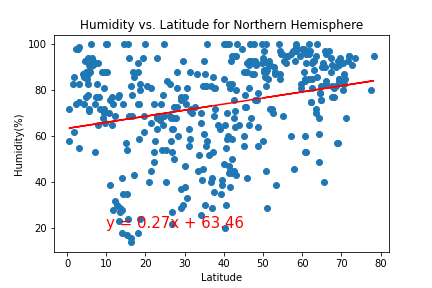 Humidity vs. Latitude for Northern Hemisphere
100
80
60
40
20
Humidity(%)
y = 0.27x + 63.46
0 10 20 30 40 50 60 70 80
Latitude